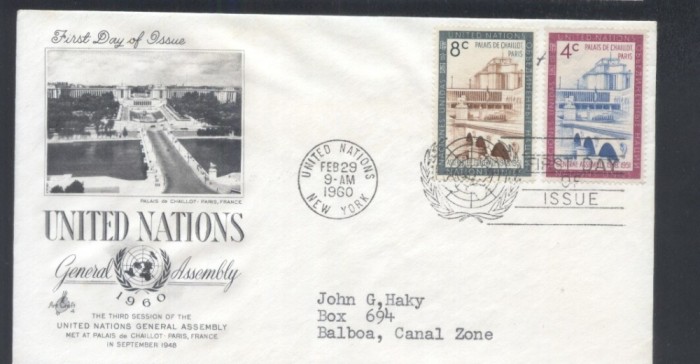 First Day of Issue
PALAIS de CHAILLOT - PARIS, FRANCE
UNITED NATIONS
General Assembly
1960
THE THIRD SESSION OF THE
UNITED NATIONS GENERAL ASSEMBLY
MET AT PALAIS de CHAILLOT - PARIS, FRANCE
IN SEPTEMBER 1948
UNITED NATIONS
FEB 29
9-AM
1960
NEW YORK
UNITED NATIONS
8c
PALAIS DE CHAILLOT
PARIS
UNITED NATIONS
4c
PALAIS DE CHAILLOT
PARIS
FIRST DAY
OF
ISSUE
John G,Haky
Box 694
Balboa, Canal Zone